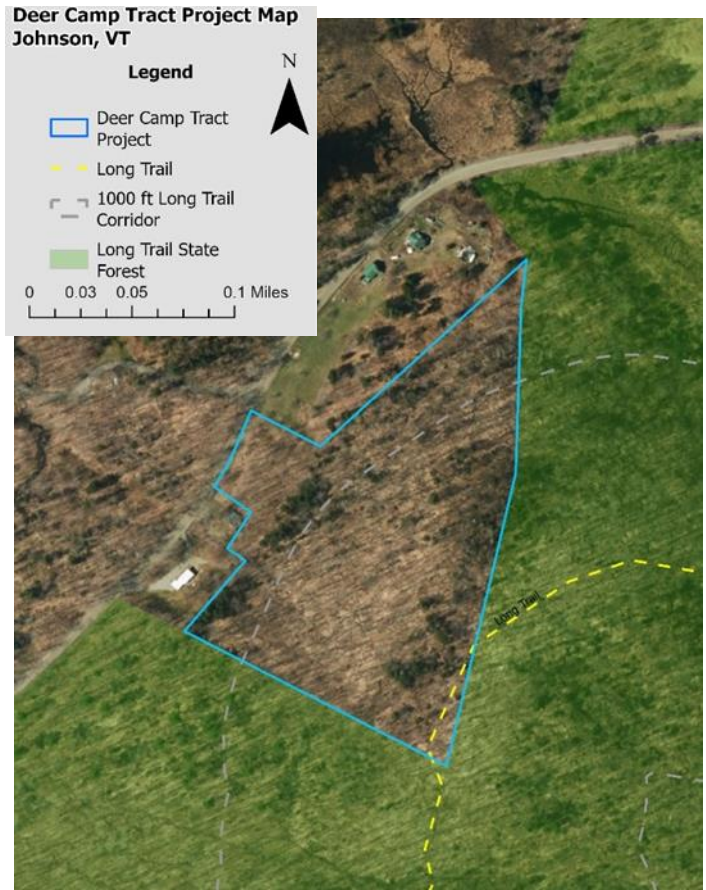 Deer Camp Tract Project Map
Johnson, VT
Legend
N
Deer Camp Tract
Project
Long Trail
1000 ft Long Trail
Corridor
Long Trail State
Forest
0 0.03 0.05 0.1 Miles
Long Trail